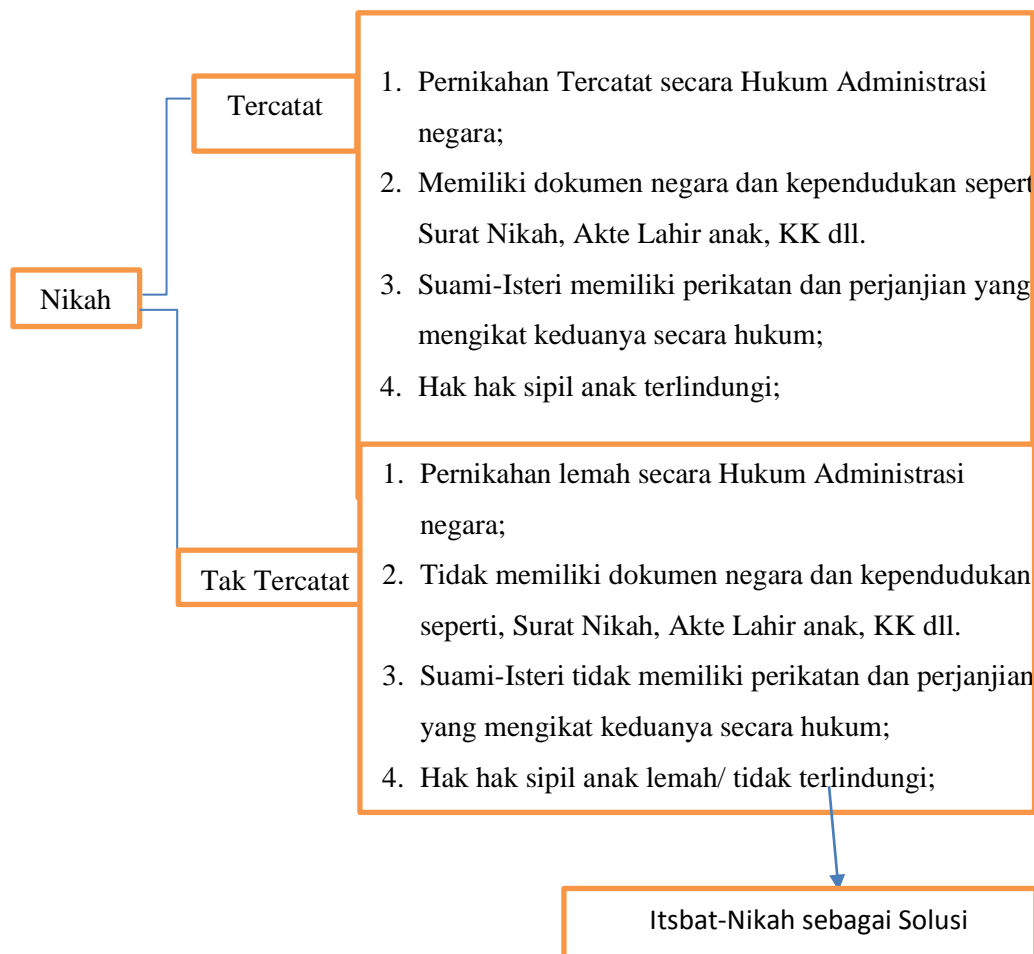 Nikah
Tercatat
1. Pernikahan Tercatat secara Hukum Administrasi
negara;
2. Memiliki dokumen negara dan kependudukan sepert
Surat Nikah, Akte Lahir anak, KK dll.
3. Suami-Isteri memiliki perikatan dan perjanjian yang
mengikat keduanya secara hukum;
4. Hak hak sipil anak terlindungi;
Tak Tercatat
1. Pernikahan lemah secara Hukum Administrasi
negara;
2. Tidak memiliki dokumen negara dan kependudukan
seperti, Surat Nikah, Akte Lahir anak, KK dll.
3. Suami-Isteri tidak memiliki perikatan dan perjanjian
yang mengikat keduanya secara hukum;
4. Hak hak sipil anak lemah/ tidak terlindungi;
Itsbat-Nikah sebagai Solusi